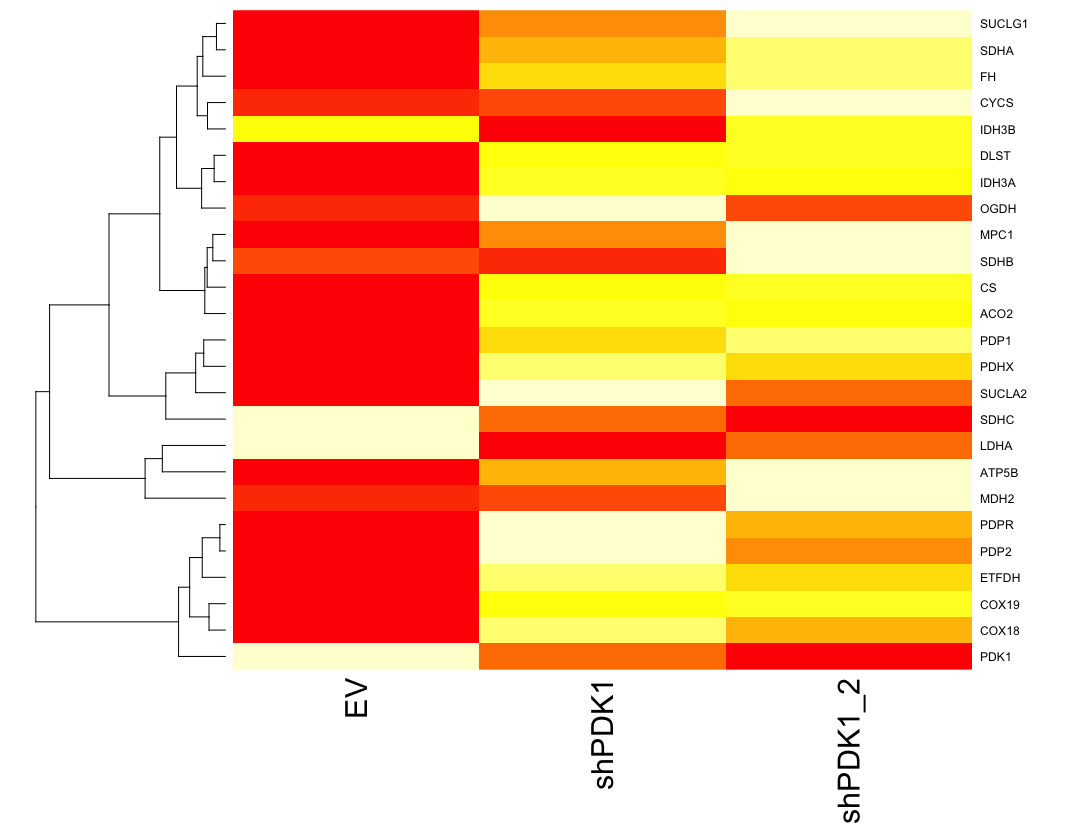 SUCLG1
SDHA
FH
CYCS
IDH3B
DLST
IDH3A
OGDH
MPC1
SDHB
CS
ACO2
PDP1
PDHX
SUCLA2
SDHC
LDHA
ATP5B
MDH2
PDPR
PDP2
ETFDH
COX19
COX18
PDK1
EV
shPDK1
shPDK1_2